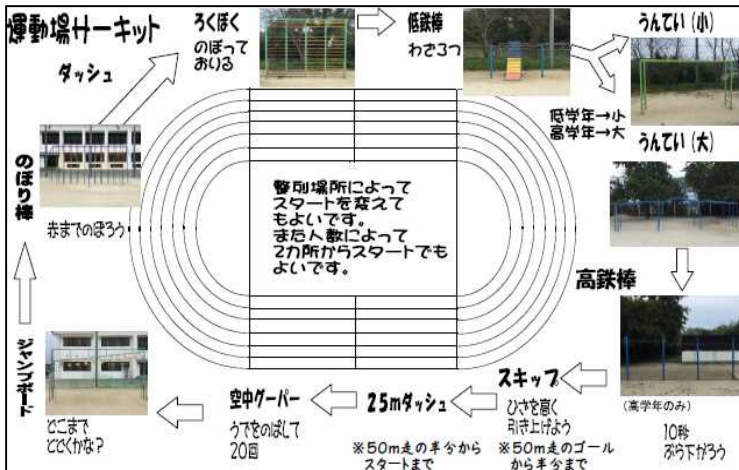 運動場サーキット
ダッシュ
ろくぼく
のぼって
おりる
低鉄棒
わざ3つ
うんてい（小）
低学年→小
高学年→大
うんてい（大）
高鉄棒
（高学年のみ）
10秒
ぶら下がろう
スキップ
ひざを高く
引き上げよう
※50m走のゴール
から半分まで
25mダッシュ
※50m走の半分から
スタートまで
空中グーパー
うでをのばして
20回
ジャンプボード
どこまで
とどくかな？
のぼり棒
赤までのぼろう
整列場所によって
スタートを変えて
もよいです。
また人数によって
2カ所からスタートでも
よいです。